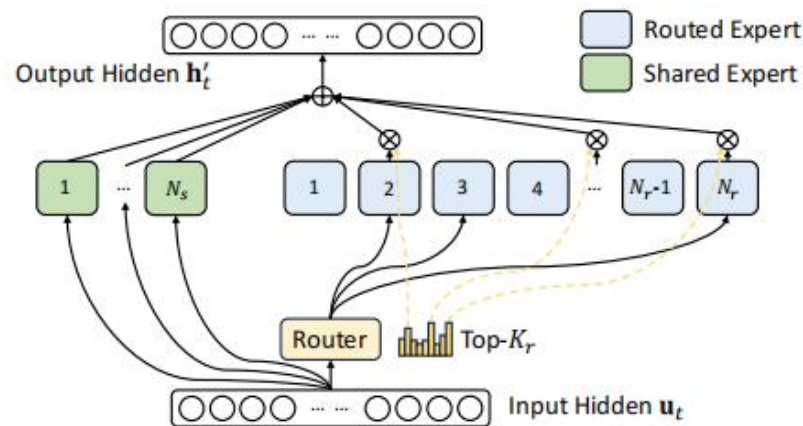 ... ...
Routed Expert
Shared Expert
Output Hidden h′ₜ
1 ... Nₛ 1 2 3 4 ... Nᵣ-1 Nᵣ
Router
Top-Kᵣ
... ...
Input Hidden uₜ